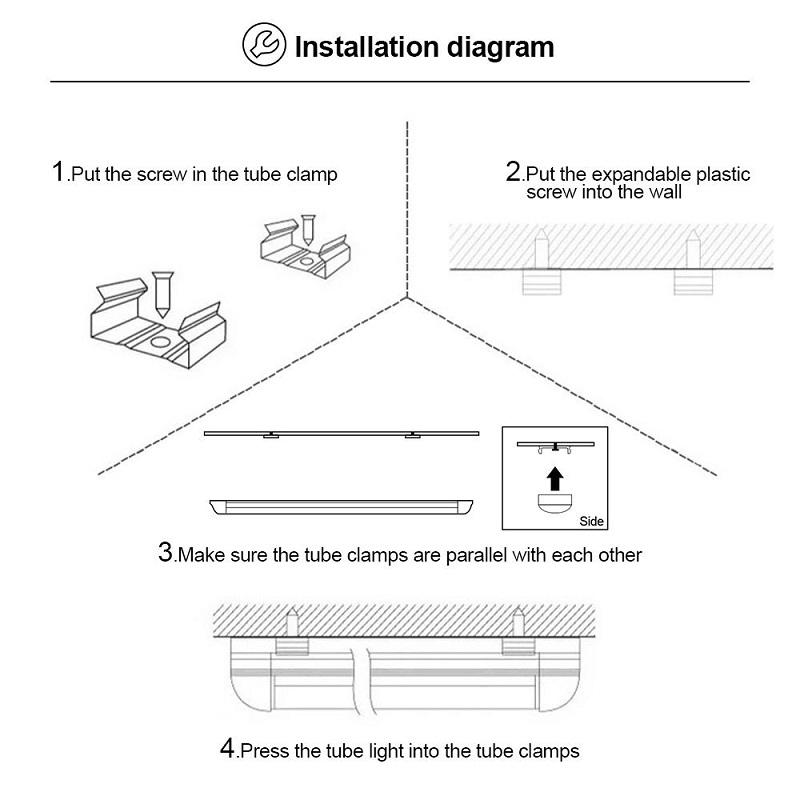 Installation diagram
1.Put the screw in the tube clamp
2.Put the expandable plastic
screw into the wall
Side
3.Make sure the tube clamps are parallel with each other
4.Press the tube light into the tube clamps